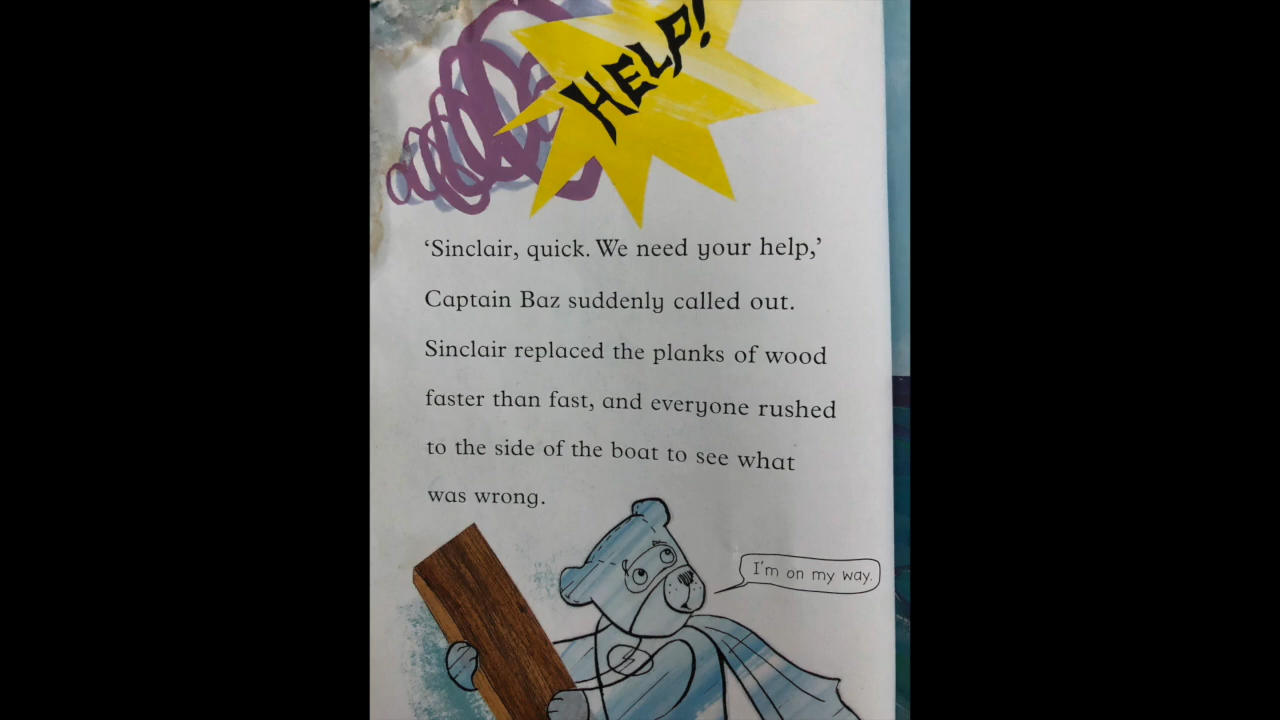 HELP!
‘Sinclair, quick. We need your help,’
Captain Baz suddenly called out.
Sinclair replaced the planks of wood
faster than fast, and everyone rushed
to the side of the boat to see what
was wrong.
I'm on my way.